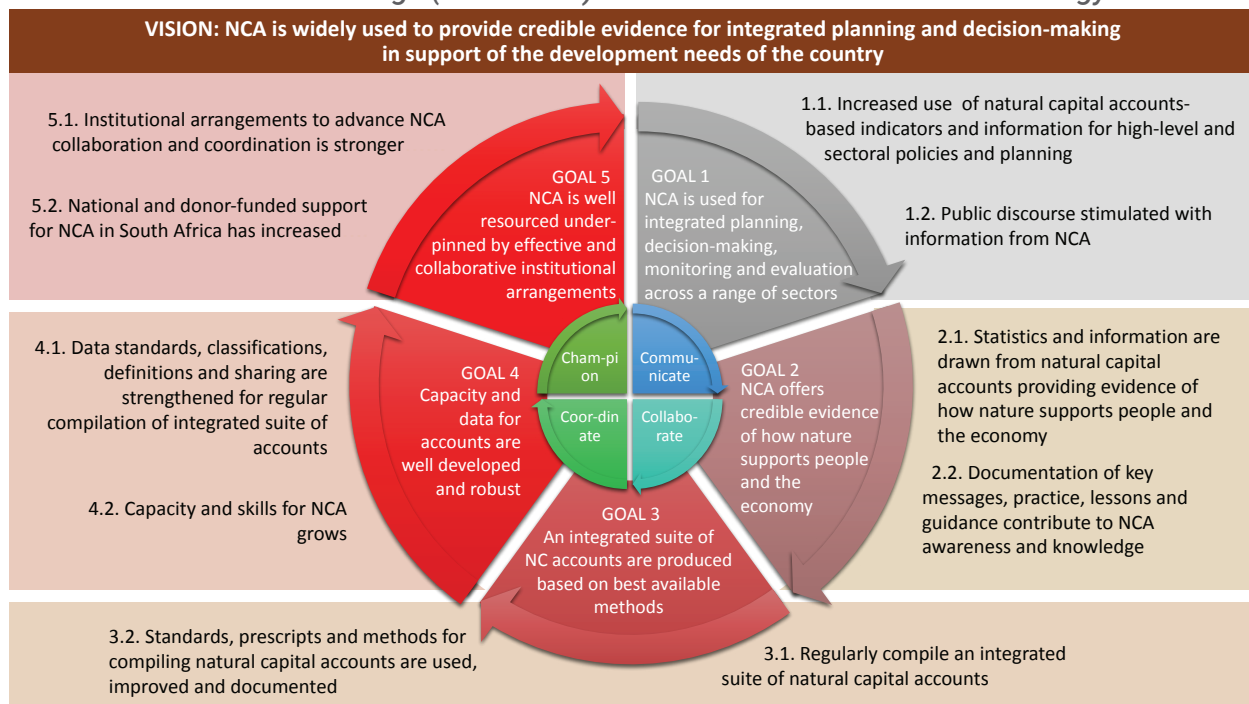 VISION: NCA is widely used to provide credible evidence for integrated planning and decision-making
in support of the development needs of the country
5.1. Institutional arrangements to advance NCA
collaboration and coordination is stronger
5.2. National and donor-funded support
for NCA in South Africa has increased
GOAL 5
NCA is well
resourced under-
pinned by effective and
collaborative institutional
arrangements
GOAL 1
NCA is used for
integrated planning,
decision-making,
monitoring and evaluation
across a range of sectors
1.1. Increased use of natural capital accounts-
based indicators and information for high-level and
sectoral policies and planning
1.2. Public discourse stimulated with
information from NCA
4.1. Data standards, classifications,
definitions and sharing are
strengthened for regular
compilation of integrated suite of
accounts
4.2. Capacity and skills for NCA
grows
GOAL 4
Capacity and
data for
accounts are
well developed
and robust
Cham-pi
on
Commu-
nicate
Coor-din
ate
Collabo-
rate
GOAL 2
NCA offers
credible evidence
of how nature
supports people
and the
economy
2.1. Statistics and information are
drawn from natural capital
accounts providing evidence of
how nature supports people and
the economy
2.2. Documentation of key
messages, practice, lessons and
guidance contribute to NCA
awareness and knowledge
GOAL 3
An integrated suite of
NC accounts are produced
based on best available
methods
3.2. Standards, prescripts and methods for
compiling natural capital accounts are used,
improved and documented
3.1. Regularly compile an integrated
suite of natural capital accounts